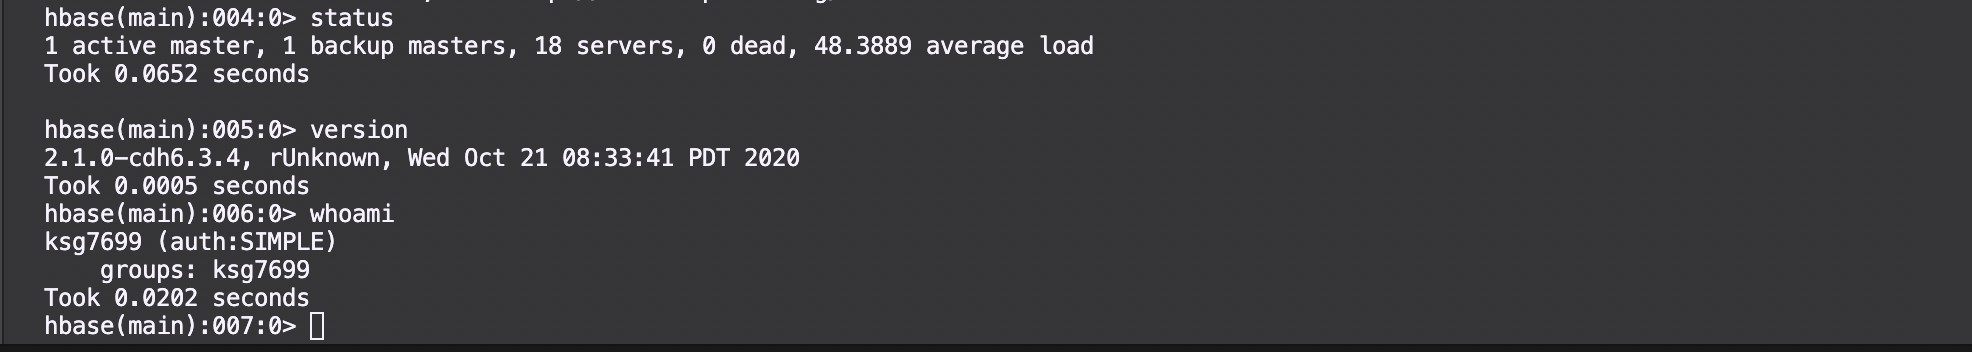 hbase(main):004:0> status
1 active master, 1 backup masters, 18 servers, 0 dead, 48.3889 average load
Took 0.0652 seconds
hbase(main):005:0> version
2.1.0-cdh6.3.4, rUnknown, Wed Oct 21 08:33:41 PDT 2020
Took 0.0005 seconds
hbase(main):006:0> whoami
ksg7699 (auth:SIMPLE)
    groups: ksg7699
Took 0.0202 seconds
hbase(main):007:0>